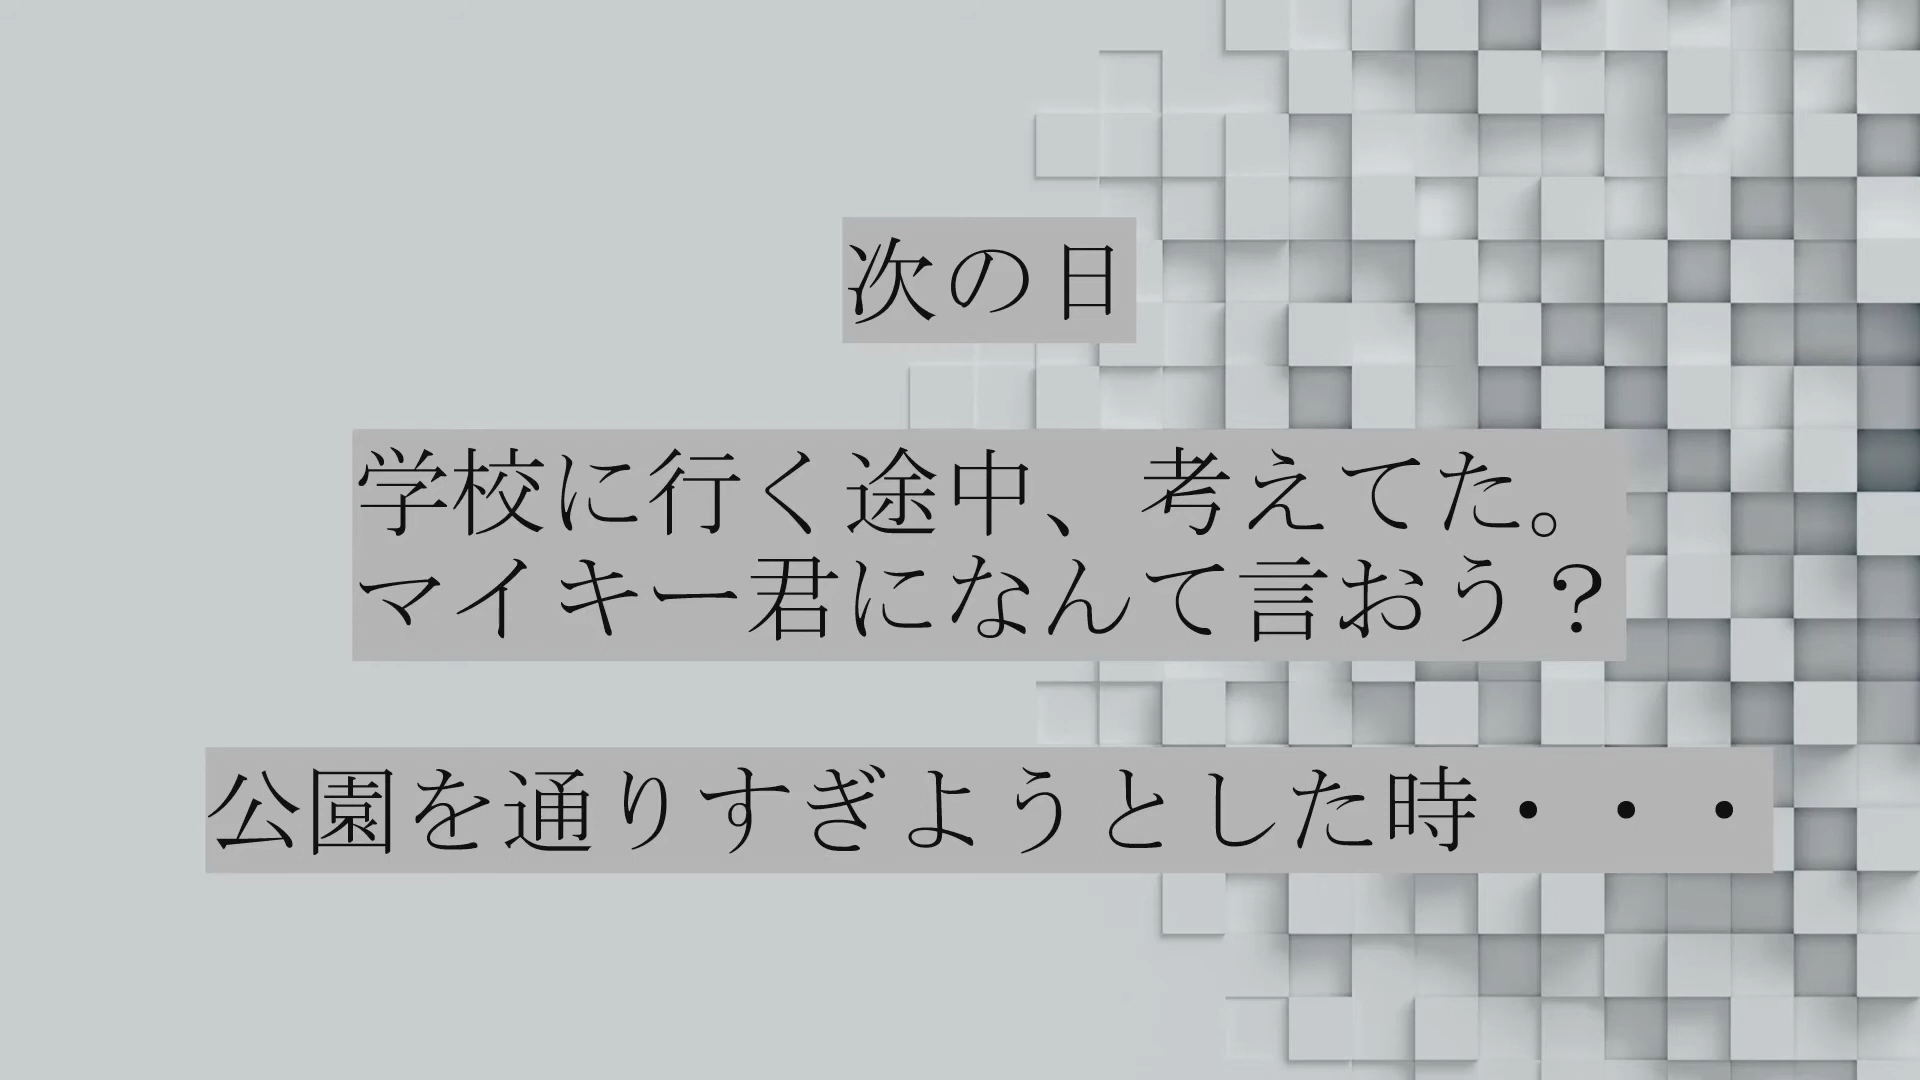 次の日
学校に行く途中、考えてた。
マイキー君になんて言おう？
公園を通りすぎようとした時・・・